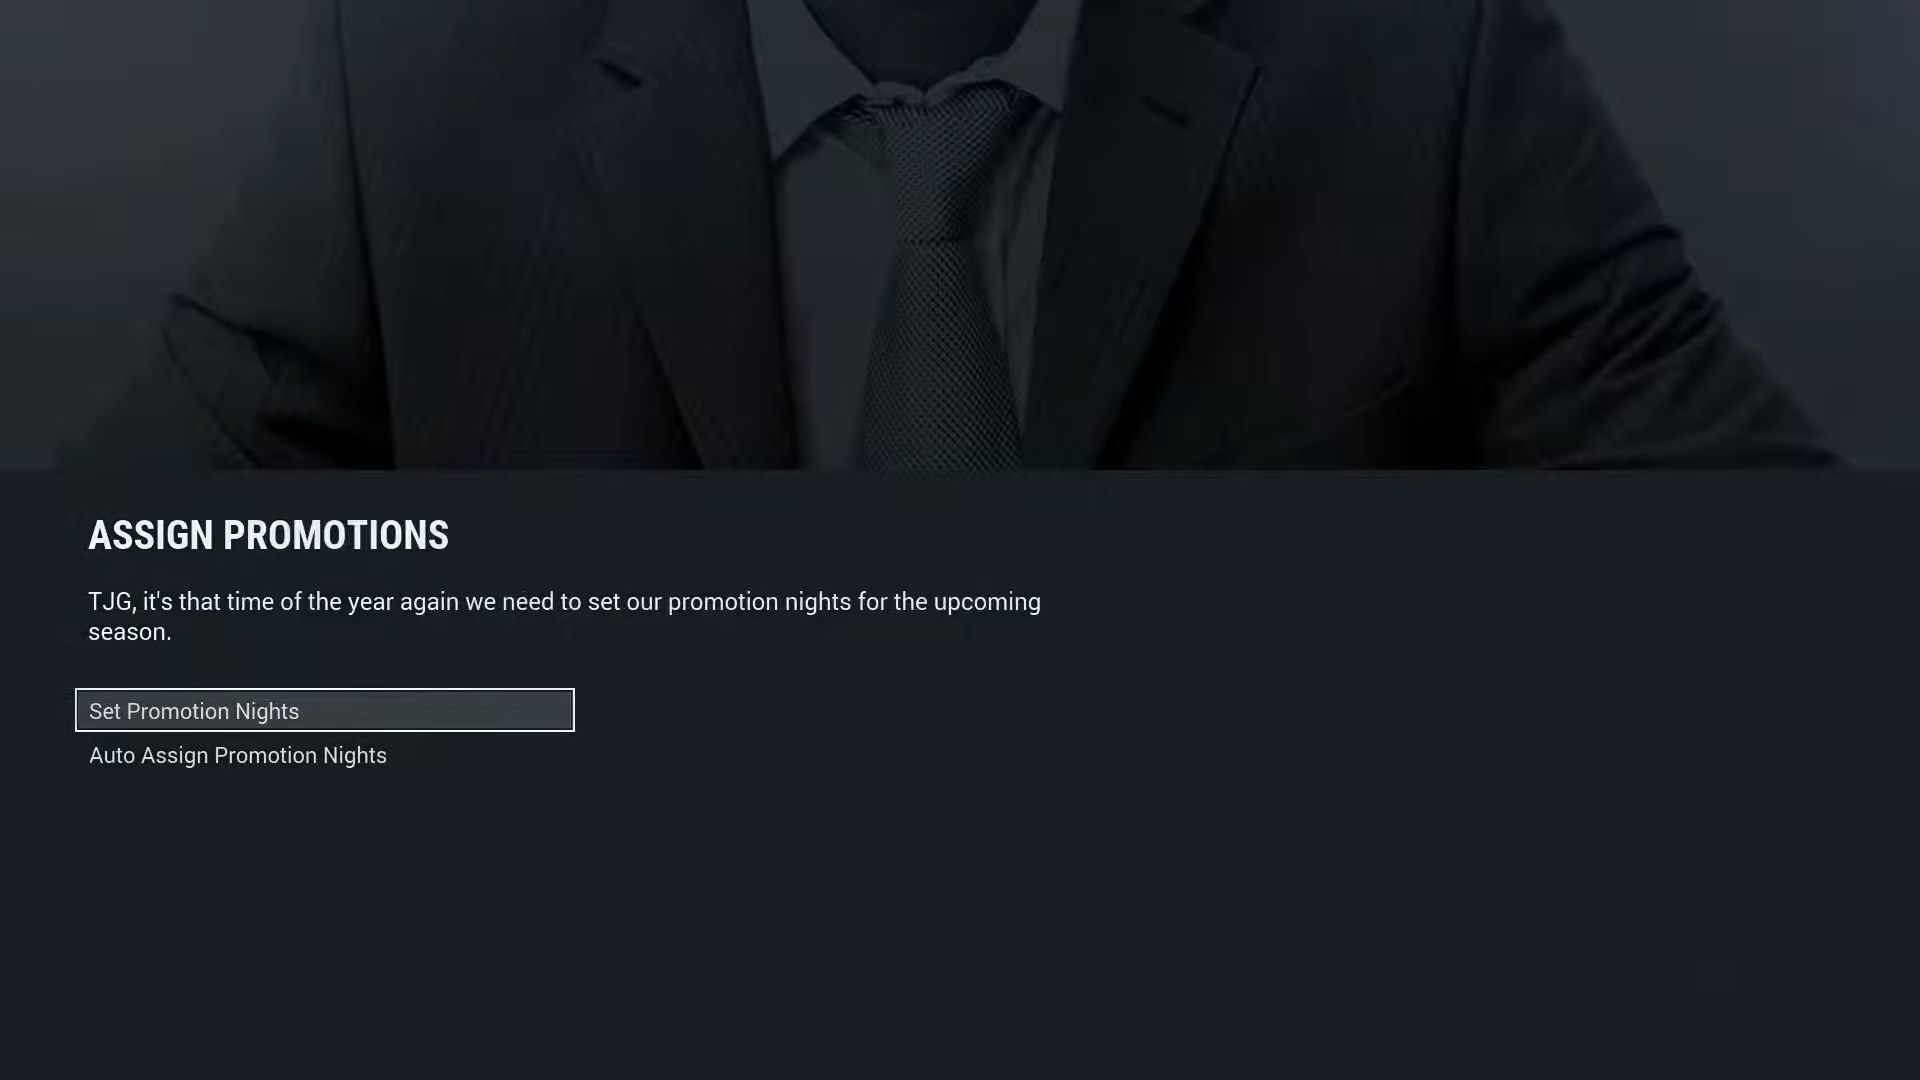 ASSIGN PROMOTIONS
TJG, it's that time of the year again we need to set our promotion nights for the upcoming
season.
Set Promotion Nights
Auto Assign Promotion Nights